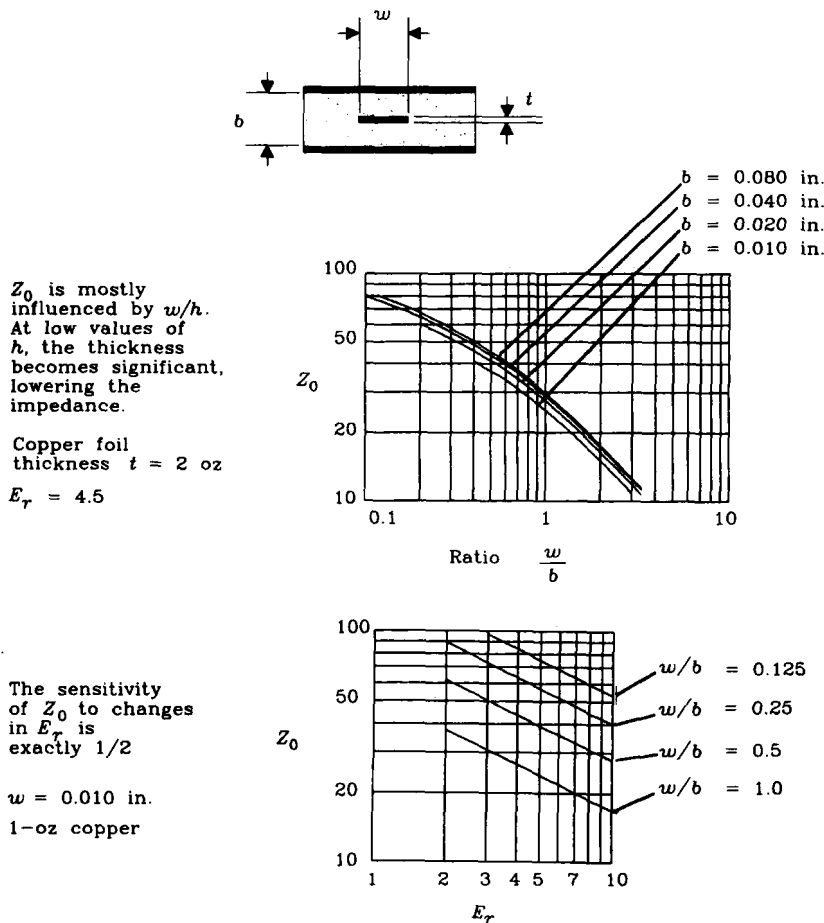 w
t
b
b = 0.080 in.
b = 0.040 in.
b = 0.020 in.
b = 0.010 in.
Z0 is mostly
influenced by w/h.
At low values of
h, the thickness
becomes significant,
lowering the
impedance.
Copper foil
thickness t = 2 oz
Er = 4.5
100
50
Z0
20
10
0.1
1
10
Ratio w/b
The sensitivity
of Z0 to changes
in Er is
exactly 1/2
w = 0.010 in.
1-oz copper
100
50
Z0
20
10
1
2
3
4
5
7
10
Er
w/b = 0.125
w/b = 0.25
w/b = 0.5
w/b = 1.0